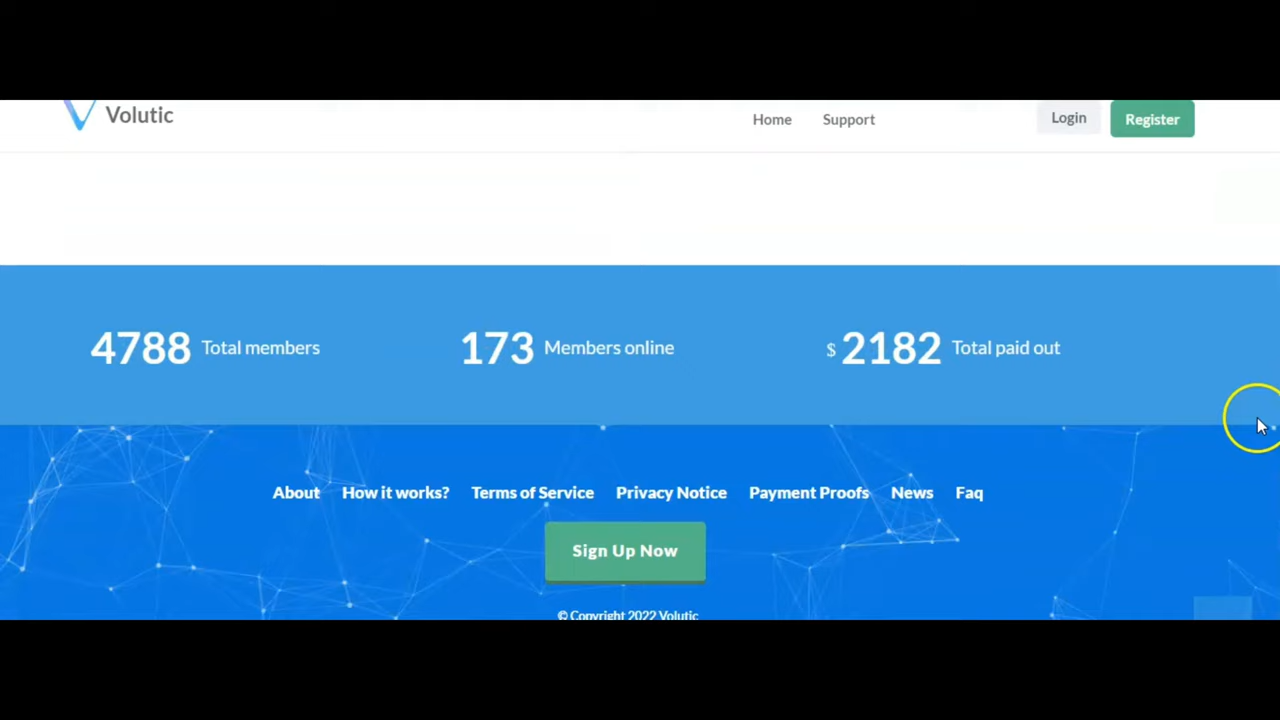 Volutic
Home Support Login Register
4788 Total members 173 Members online $ 2182 Total paid out
About How it works? Terms of Service Privacy Notice Payment Proofs News Faq
Sign Up Now
© Copyright 2022 Volutic